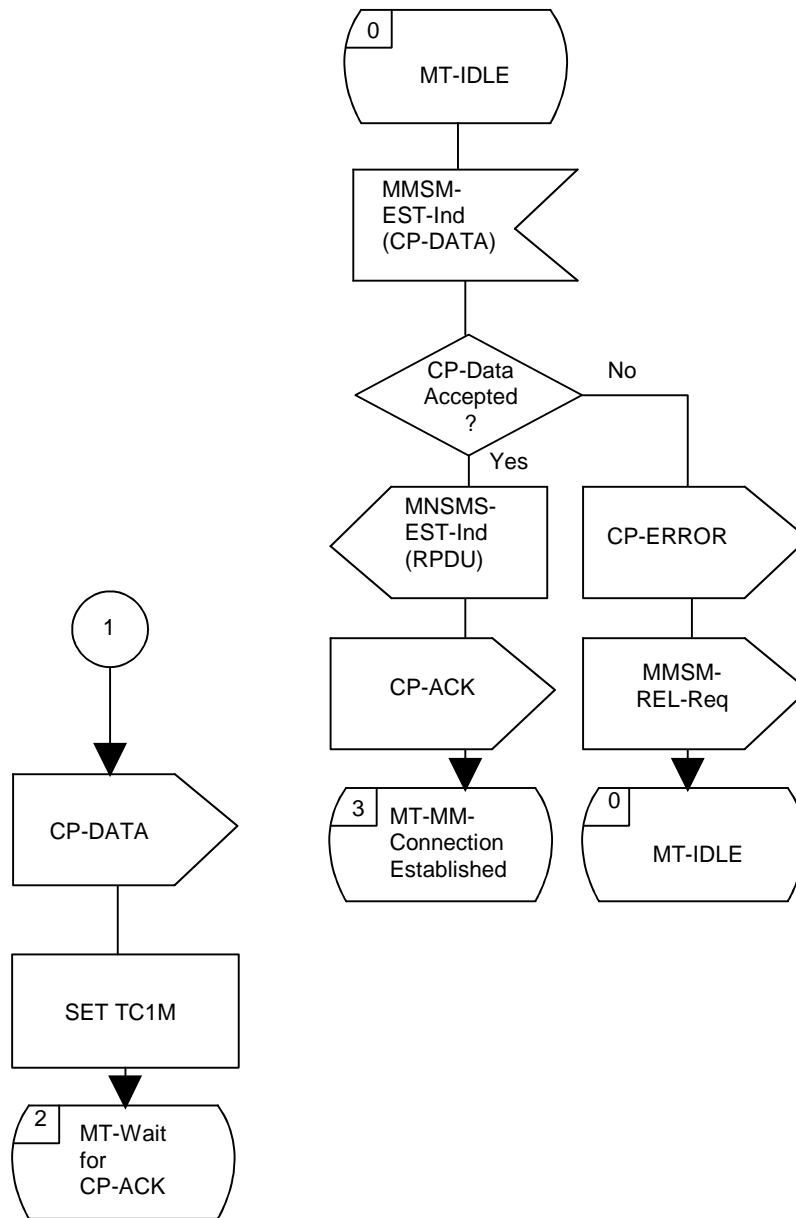 0
MT-IDLE
MMSM-
EST-Ind
(CP-DATA)
CP-Data
Accepted
?
No
Yes
MNSMS-
EST-Ind
(RPDU)
CP-ERROR
CP-ACK
MMSM-
REL-Req
3
MT-MM-
Connection
Established
0
MT-IDLE
1
CP-DATA
SET TC1M
2
MT-Wait
for
CP-ACK